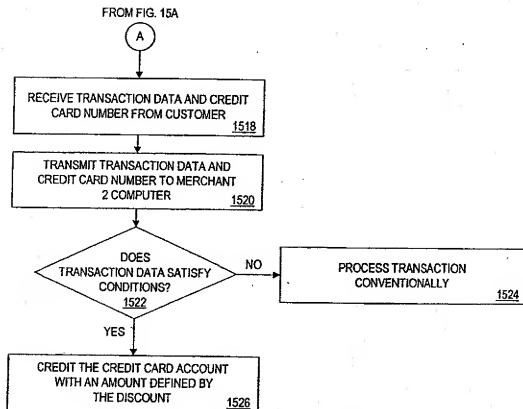 FROM FIG. 15A
A
RECEIVE TRANSACTION DATA AND CREDIT
CARD NUMBER FROM CUSTOMER
1518
TRANSMIT TRANSACTION DATA AND
CREDIT CARD NUMBER TO MERCHANT
2 COMPUTER
1520
DOES
TRANSACTION DATA SATISFY
CONDITIONS?
1522
NO
PROCESS TRANSACTION
CONVENTIONALLY
1524
YES
CREDIT THE CREDIT CARD ACCOUNT
WITH AN AMOUNT DEFINED BY
THE DISCOUNT
1526